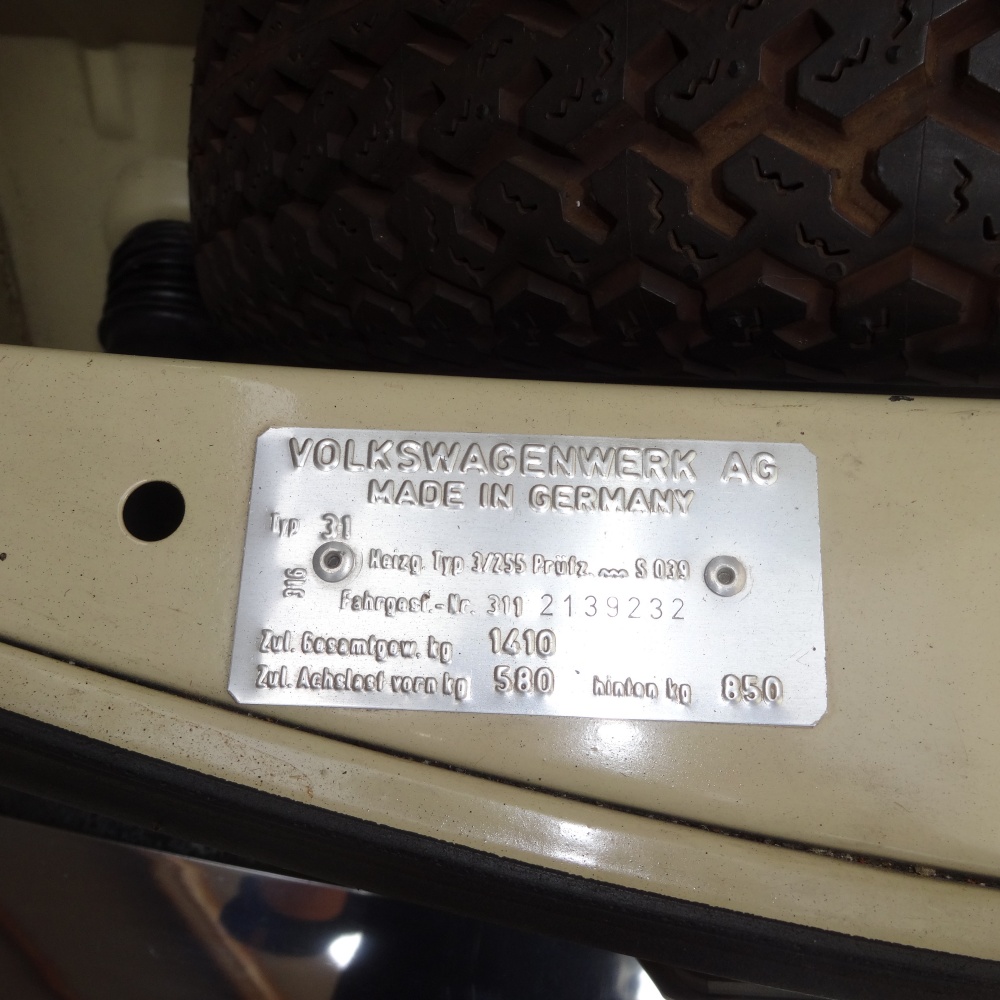 VOLKSWAGENWERK AG
MADE IN GERMANY
Typ 31
316
Heizg. Typ 3/255 Prüfz. ~~~ S 039
Fahrgest.-Nr. 311 2139232
Zul. Gesamtgew. kg 1410
Zul. Achslast vorn kg 580 hinten kg 850